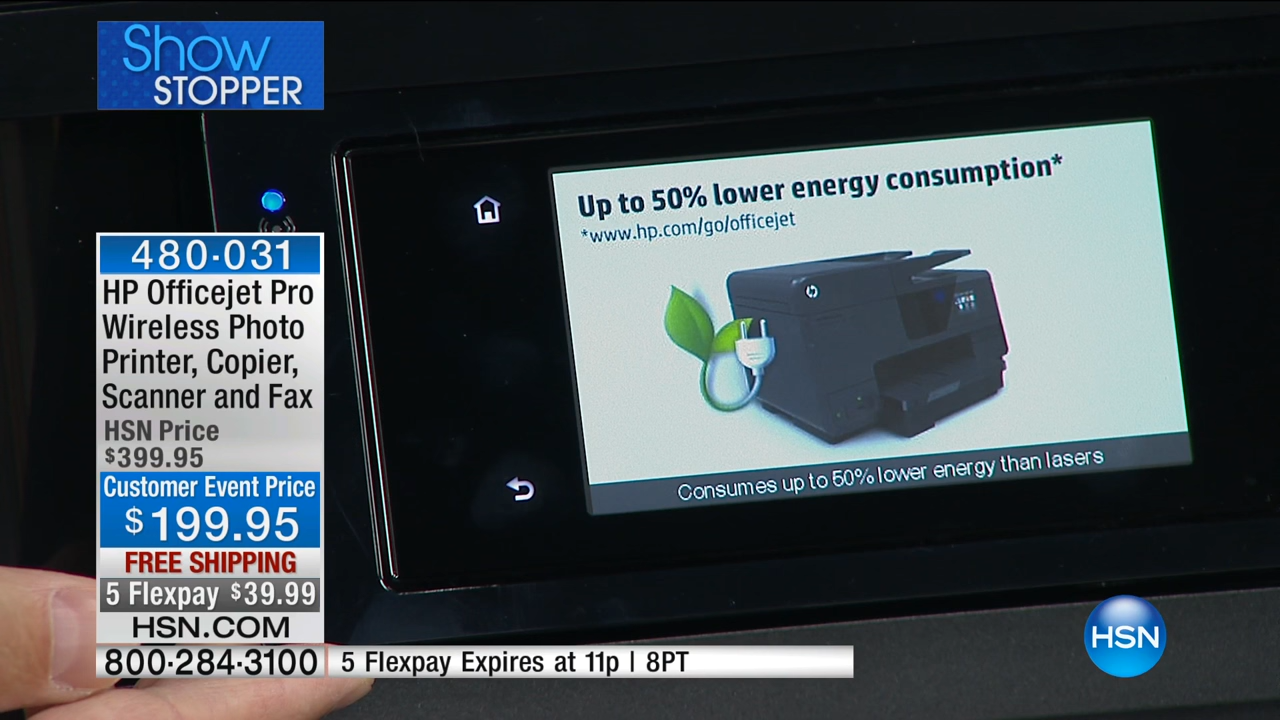 Show
STOPPER
480-031
HP Officejet Pro
Wireless Photo
Printer, Copier,
Scanner and Fax
HSN Price
$399.95
Customer Event Price
$199.95
FREE SHIPPING
5 Flexpay $39.99
HSN.COM
800-284-3100
5 Flexpay Expires at 11p | 8PT
Up to 50% lower energy consumption*
*www.hp.com/go/officejet
hp
Consumes up to 50% lower energy than lasers
HSN